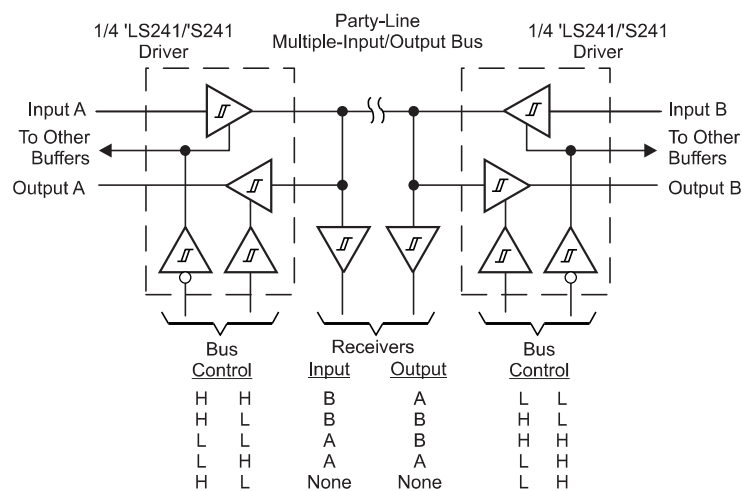 1/4 'LS241/'S241
Driver
Party-Line
Multiple-Input/Output Bus
1/4 'LS241/'S241
Driver
Input A
Input B
To Other
Buffers
To Other
Buffers
Output A
Output B
Bus
Control
Receivers
Input Output
Bus
Control
H H B A L L
H L B B H L
L L A B H H
L H A A L H
H L None None L H